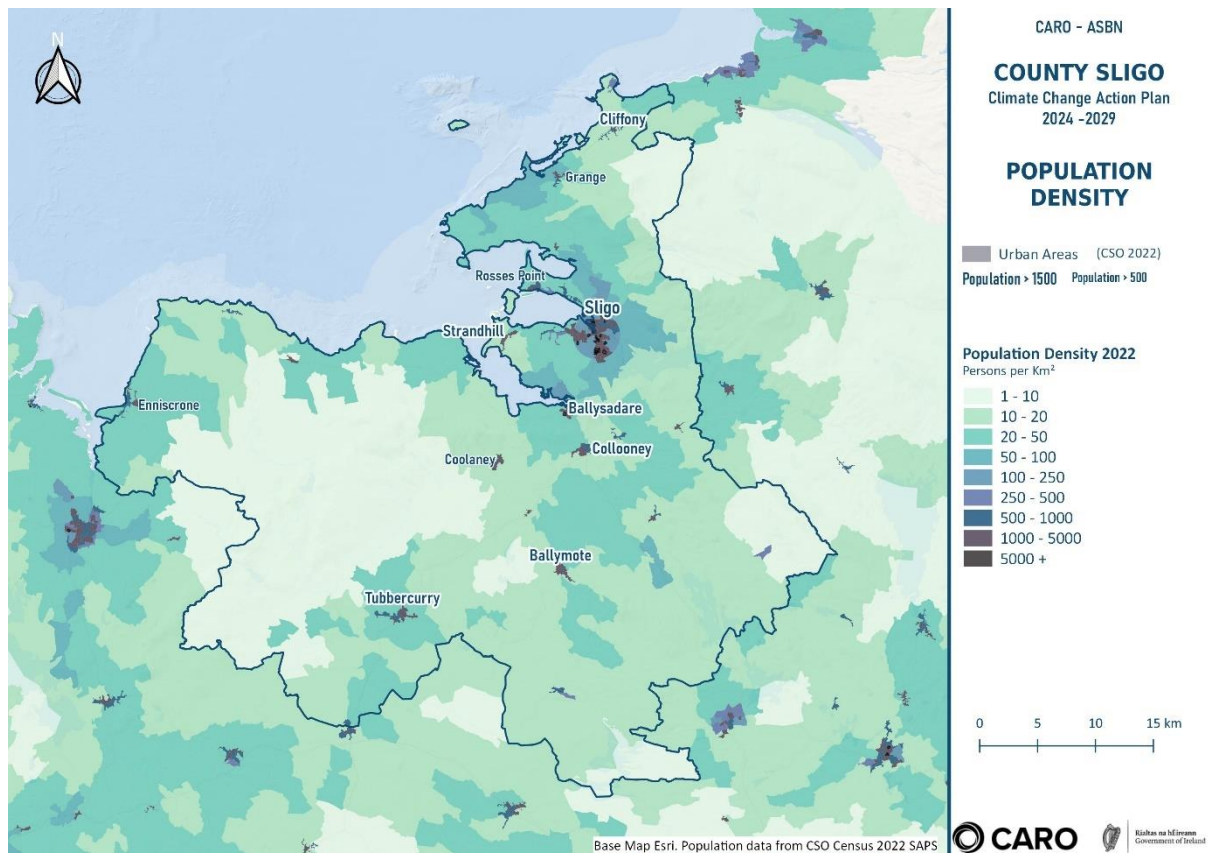 N
Cliffony
Grange
Rosses Point
Sligo
Strandhill
Enniscrone
Ballysadare
Collooney
Coolaney
Ballymote
Tubbercurry
Base Map Esri. Population data from CSO Census 2022 SAPS
CARO - ASBN
COUNTY SLIGO
Climate Change Action Plan
2024 -2029
POPULATION
DENSITY
Urban Areas (CSO 2022)
Population > 1500 Population > 500
Population Density 2022
Persons per Km²
1 - 10
10 - 20
20 - 50
50 - 100
100 - 250
250 - 500
500 - 1000
1000 - 5000
5000 +
0 5 10 15 km
CARO
Rialtas na hÉireann
Government of Ireland